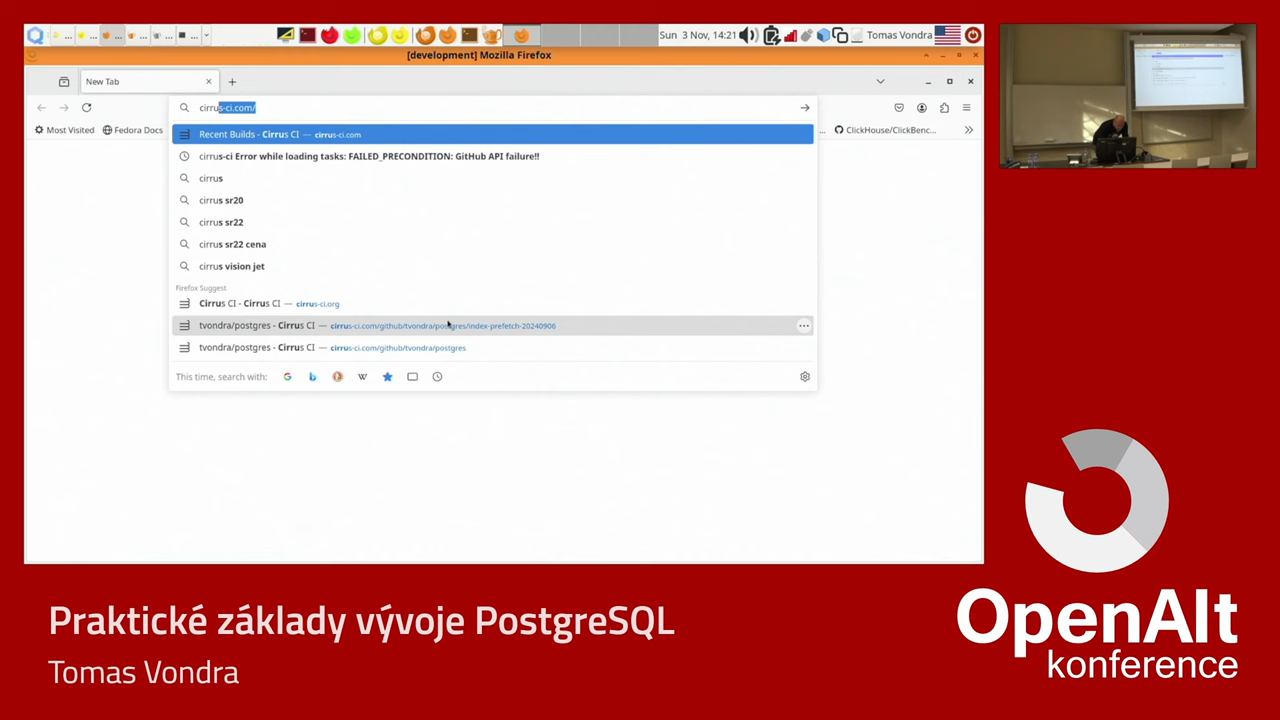 Sun 3 Nov, 14:21
Tomas Vondra
[development] Mozilla Firefox
New Tab
cirrus-ci.com/
Most Visited
Fedora Docs
ClickHouse/ClickBenc...
Recent Builds - Cirrus CI — cirrus-ci.com
cirrus-ci Error while loading tasks: FAILED_PRECONDITION: GitHub API failure!!
cirrus
cirrus sr20
cirrus sr22
cirrus sr22 cena
cirrus vision jet
Firefox Suggest
Cirrus CI - Cirrus CI — cirrus-ci.org
tvondra/postgres - Cirrus CI — cirrus-ci.com/github/tvondra/postgres/index-prefetch-20240906
tvondra/postgres - Cirrus CI — cirrus-ci.com/github/tvondra/postgres
This time, search with:
Praktické základy vývoje PostgreSQL
Tomas Vondra
OpenAlt
konference